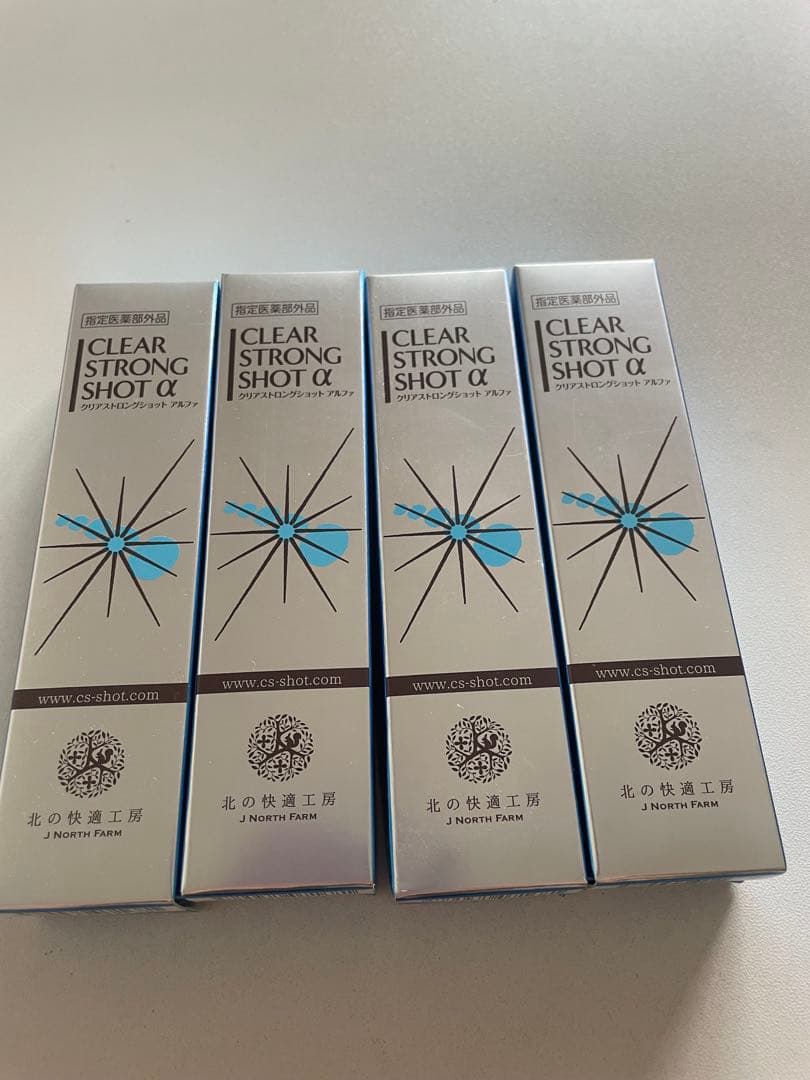 指定医薬部外品
CLEAR
STRONG
SHOT α
クリアストロングショット アルファ
www.cs-shot.com
北の快適工房
J NORTH FARM
指定医薬部外品
CLEAR
STRONG
SHOT α
クリアストロングショット アルファ
www.cs-shot.com
北の快適工房
J NORTH FARM
指定医薬部外品
CLEAR
STRONG
SHOT α
クリアストロングショット アルファ
www.cs-shot.com
北の快適工房
J NORTH FARM
指定医薬部外品
CLEAR
STRONG
SHOT α
クリアストロングショット アルファ
www.cs-shot.com
北の快適工房
J NORTH FARM